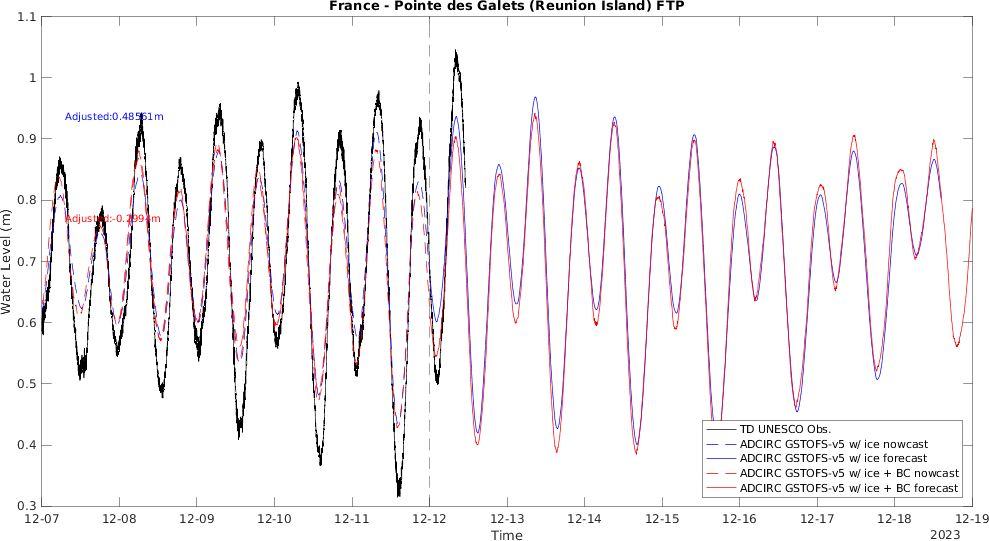 France - Pointe des Galets (Reunion Island) FTP
1.1
1
0.9
0.8
0.7
0.6
0.5
0.4
0.3
Water Level (m)
Adjusted:0.48561m
Adjusted:-0.2994m
TD UNESCO Obs.
ADCIRC GSTOFS-v5 w/ ice nowcast
ADCIRC GSTOFS-v5 w/ ice forecast
ADCIRC GSTOFS-v5 w/ ice + BC nowcast
ADCIRC GSTOFS-v5 w/ ice + BC forecast
12-07 12-08 12-09 12-10 12-11 12-12 12-13 12-14 12-15 12-16 12-17 12-18 12-19
Time
2023